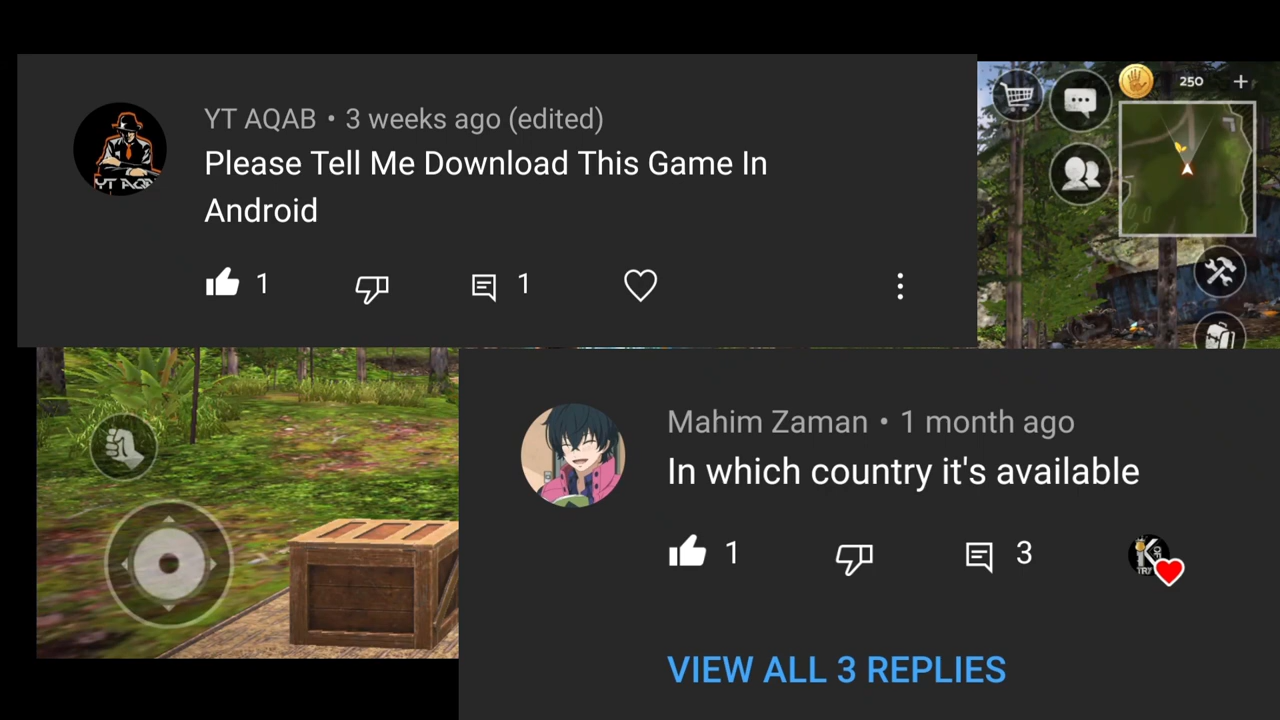 YT AQAB • 3 weeks ago (edited)
Please Tell Me Download This Game In
Android
1
1
250
Mahim Zaman • 1 month ago
In which country it's available
1
3
VIEW ALL 3 REPLIES